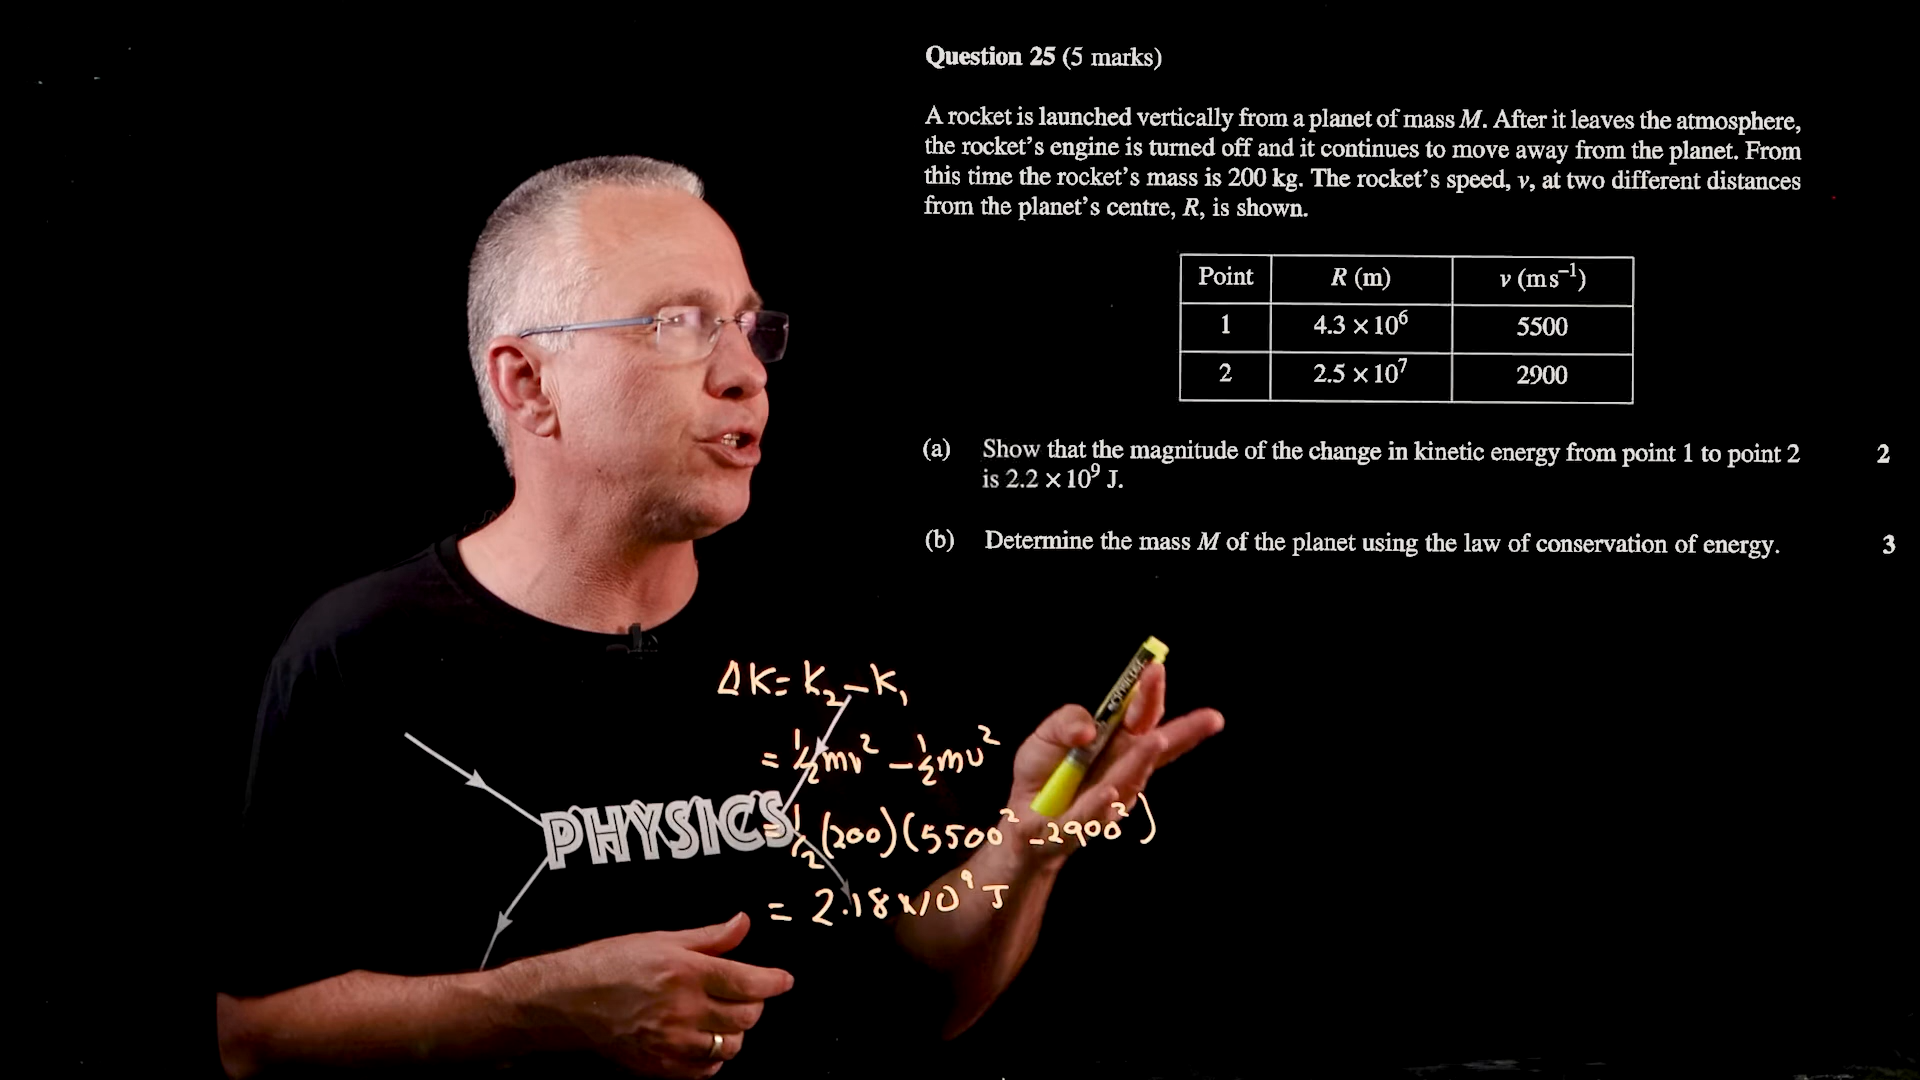 Question 25 (5 marks)
A rocket is launched vertically from a planet of mass M. After it leaves the atmosphere,
the rocket's engine is turned off and it continues to move away from the planet. From
this time the rocket's mass is 200 kg. The rocket's speed, v, at two different distances
from the planet's centre, R, is shown.
Point R (m) v (m s⁻¹)
1 4.3 × 10⁶ 5500
2 2.5 × 10⁷ 2900
(a) Show that the magnitude of the change in kinetic energy from point 1 to point 2 2
is 2.2 × 10⁹ J.
(b) Determine the mass M of the planet using the law of conservation of energy. 3
ΔK = K₂ - K₁
= ½mv² - ½mu²
= ½(200)(5500² - 2900²)
= 2.18 x 10⁹ J
PHYSICS